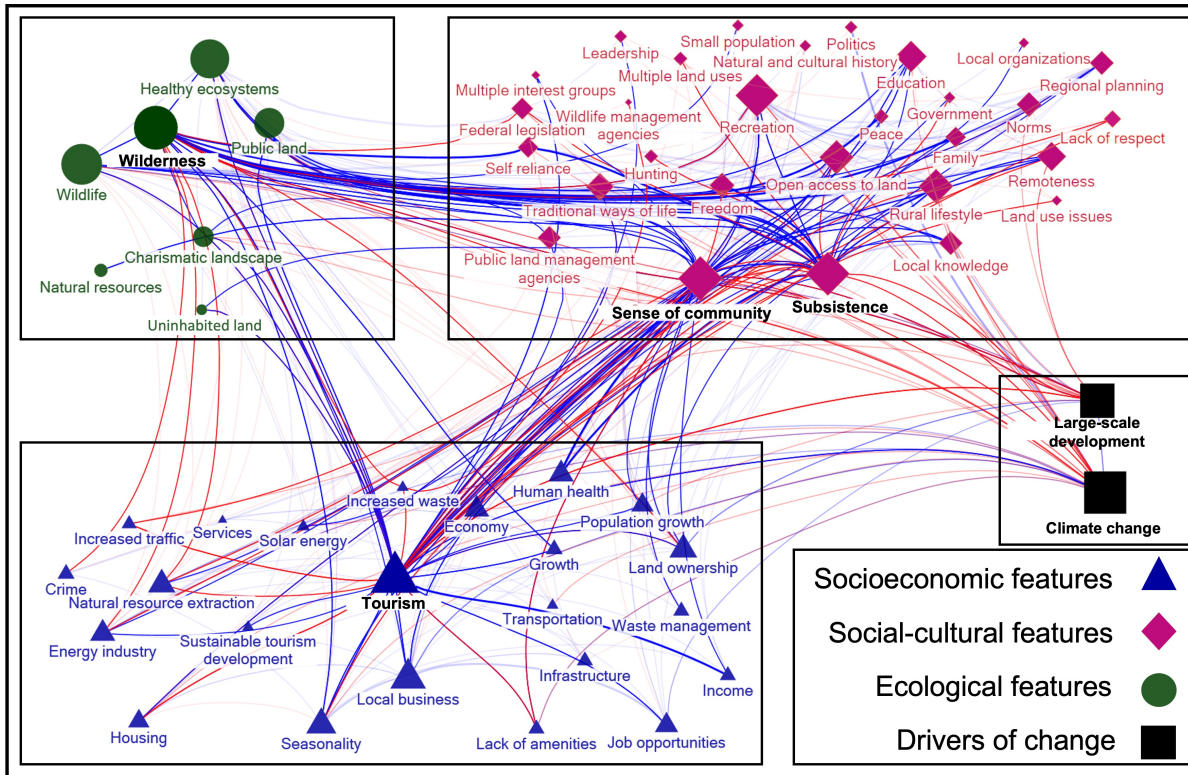 Healthy ecosystems
Wilderness
Public land
Wildlife
Charismatic landscape
Natural resources
Uninhabited land
Leadership
Small population
Politics
Natural and cultural history
Local organizations
Multiple land uses
Education
Regional planning
Multiple interest groups
Wildlife management
agencies
Government
Federal legislation
Recreation
Peace
Norms
Lack of respect
Self reliance
Hunting
Family
Open access to land
Remoteness
Traditional ways of life
Freedom
Rural lifestyle
Land use issues
Public land management
agencies
Local knowledge
Sense of community
Subsistence
Large-scale
development
Climate change
Increased waste
Human health
Economy
Population growth
Increased traffic
Services
Solar energy
Growth
Land ownership
Crime
Natural resource extraction
Tourism
Transportation
Waste management
Energy industry
Sustainable tourism
development
Infrastructure
Income
Local business
Housing
Seasonality
Lack of amenities
Job opportunities
Socioeconomic features
Social-cultural features
Ecological features
Drivers of change